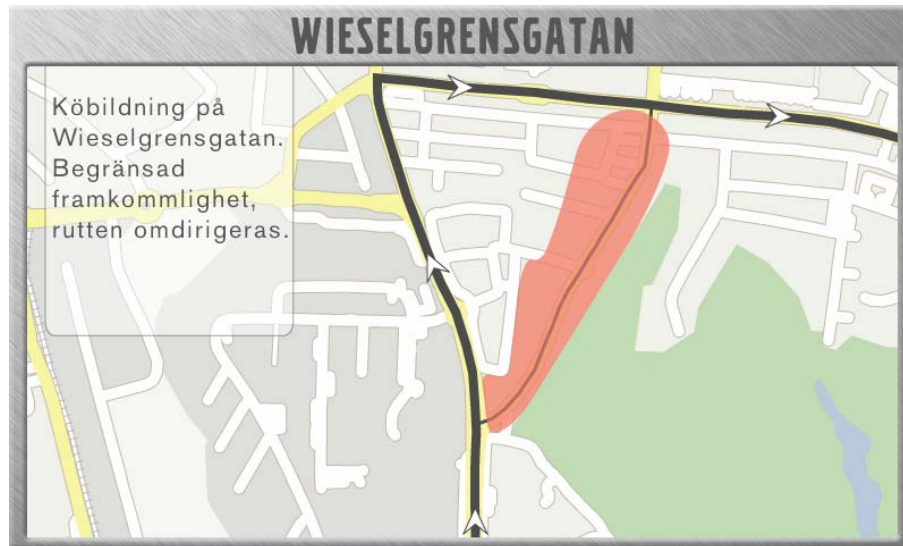 WIESELGRENSGATAN
Köbildning på
Wieselgrensgatan.
Begränsad
framkommlighet,
rutten omdirigeras.